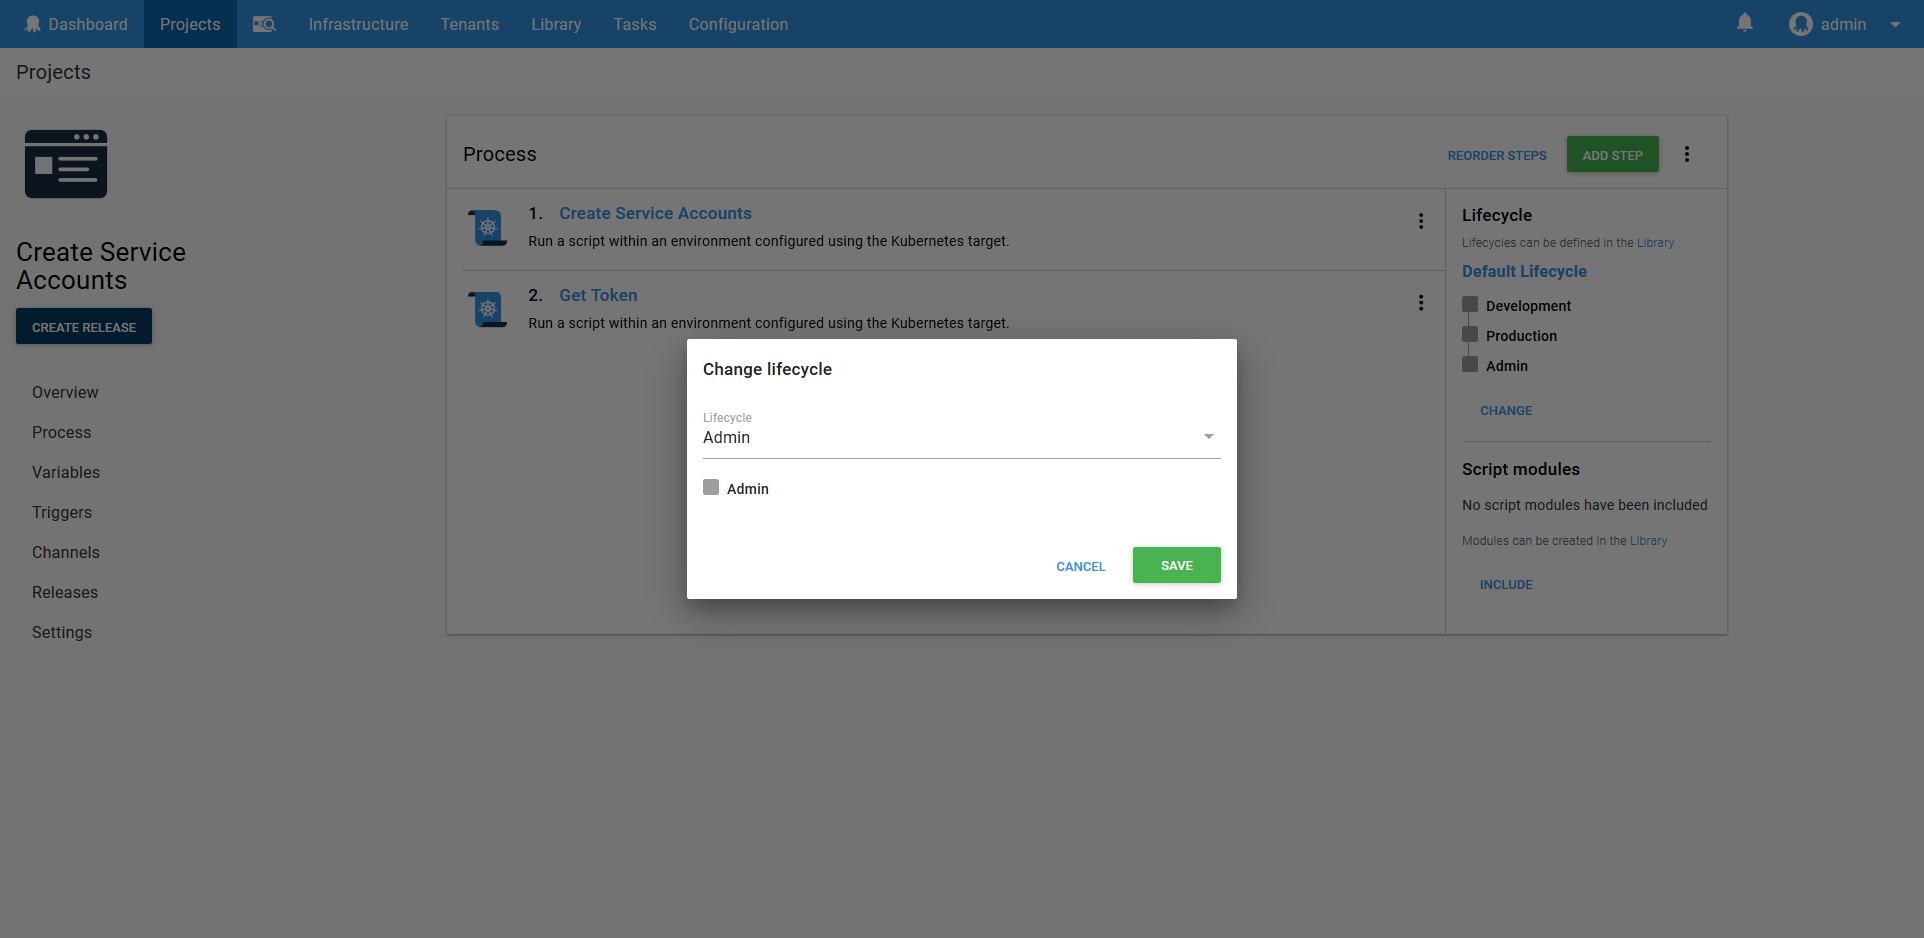 Dashboard Projects Infrastructure Tenants Library Tasks Configuration admin
Projects
Create Service
Accounts
CREATE RELEASE
Overview
Process
Variables
Triggers
Channels
Releases
Settings
Process
REORDER STEPS ADD STEP
1. Create Service Accounts
Run a script within an environment configured using the Kubernetes target.
2. Get Token
Run a script within an environment configured using the Kubernetes target.
Lifecycle
Lifecycles can be defined in the Library
Default Lifecycle
Development
Production
Admin
CHANGE
Script modules
No script modules have been included
Modules can be created in the Library
INCLUDE
Change lifecycle
Lifecycle
Admin
Admin
CANCEL SAVE